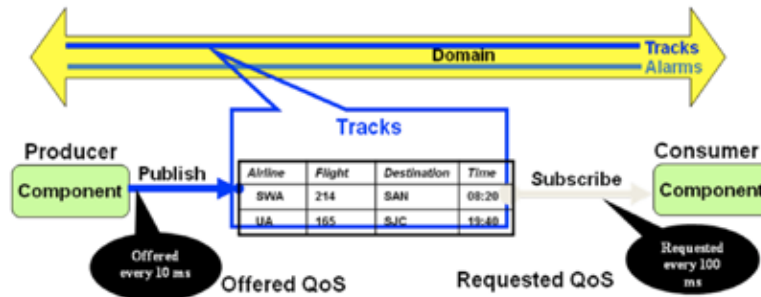 Domain
Tracks
Alarms
Tracks
Producer
Component
Publish
Airline Flight Destination Time
SWA 214 SAN 08:20
UA 165 SJC 19:40
Subscribe
Consumer
Component
Offered
every 10 ms
Offered QoS
Requested QoS
Requested
every 100
ms